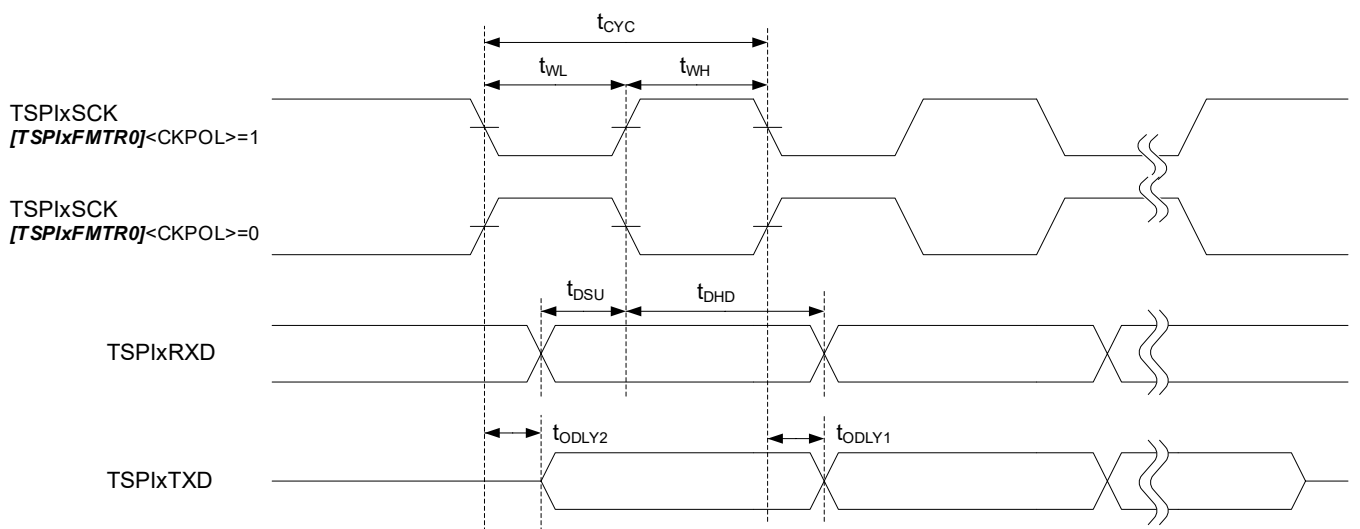 tCYC
tWL
tWH
TSPIxSCK
[TSPIxFMTR0]<CKPOL>=1
TSPIxSCK
[TSPIxFMTR0]<CKPOL>=0
tDSU
tDHD
TSPIxRXD
tODLY2
tODLY1
TSPIxTXD